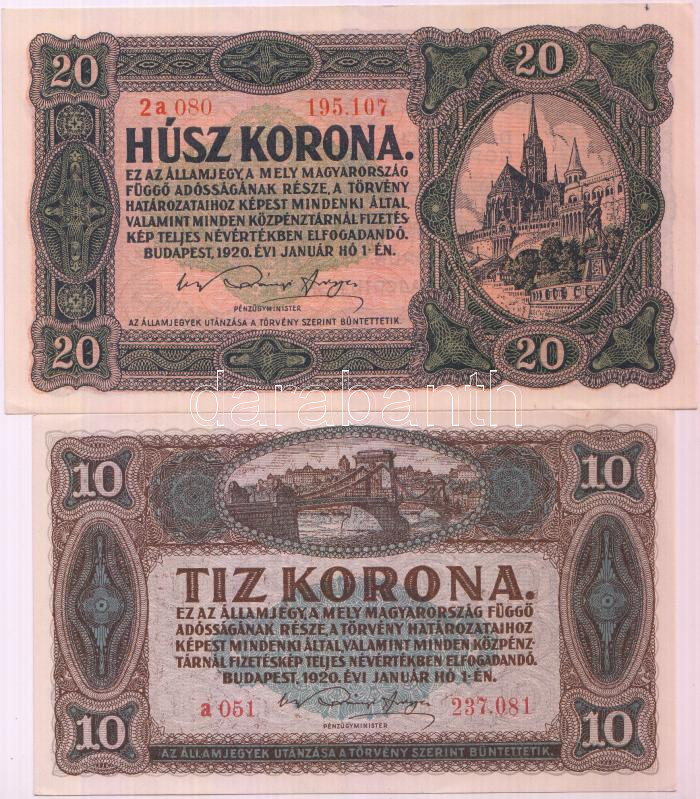 20
20
2a 080 195.107
HÚSZ KORONA.
EZ AZ ÁLLAMJEGY, A MELY MAGYARORSZÁG
FÜGGŐ ADÓSSÁGÁNAK RÉSZE, A TÖRVÉNY
HATÁROZATAIHOZ KÉPEST MINDENKI ÁLTAL,
VALAMINT MINDEN KÖZPÉNZTÁRNÁL FIZETÉS-
KÉP TELJES NÉVÉRTÉKBEN ELFOGADANDÓ.
BUDAPEST, 1920. ÉVI JANUÁR HÓ 1-ÉN.
PÉNZÜGYMINISTER
AZ ÁLLAMJEGYEK UTÁNZÁSA A TÖRVÉNY SZERINT BÜNTETTETIK.
20
20
darabanth
10
10
TIZ KORONA.
EZ AZ ÁLLAMJEGY, A MELY MAGYARORSZÁG FÜGGŐ
ADÓSSÁGÁNAK RÉSZE, A TÖRVÉNY HATÁROZATAIHOZ
KÉPEST MINDENKI ÁLTAL, VALAMINT MINDEN KÖZPÉNZ-
TÁRNÁL FIZETÉSKÉP TELJES NÉVÉRTÉKBEN ELFOGADANDÓ.
BUDAPEST, 1920. ÉVI JANUÁR HÓ 1-ÉN.
a 051 237.081
PÉNZÜGYMINISTER
10
10
AZ ÁLLAMJEGYEK UTÁNZÁSA A TÖRVÉNY SZERINT BÜNTETTETIK.